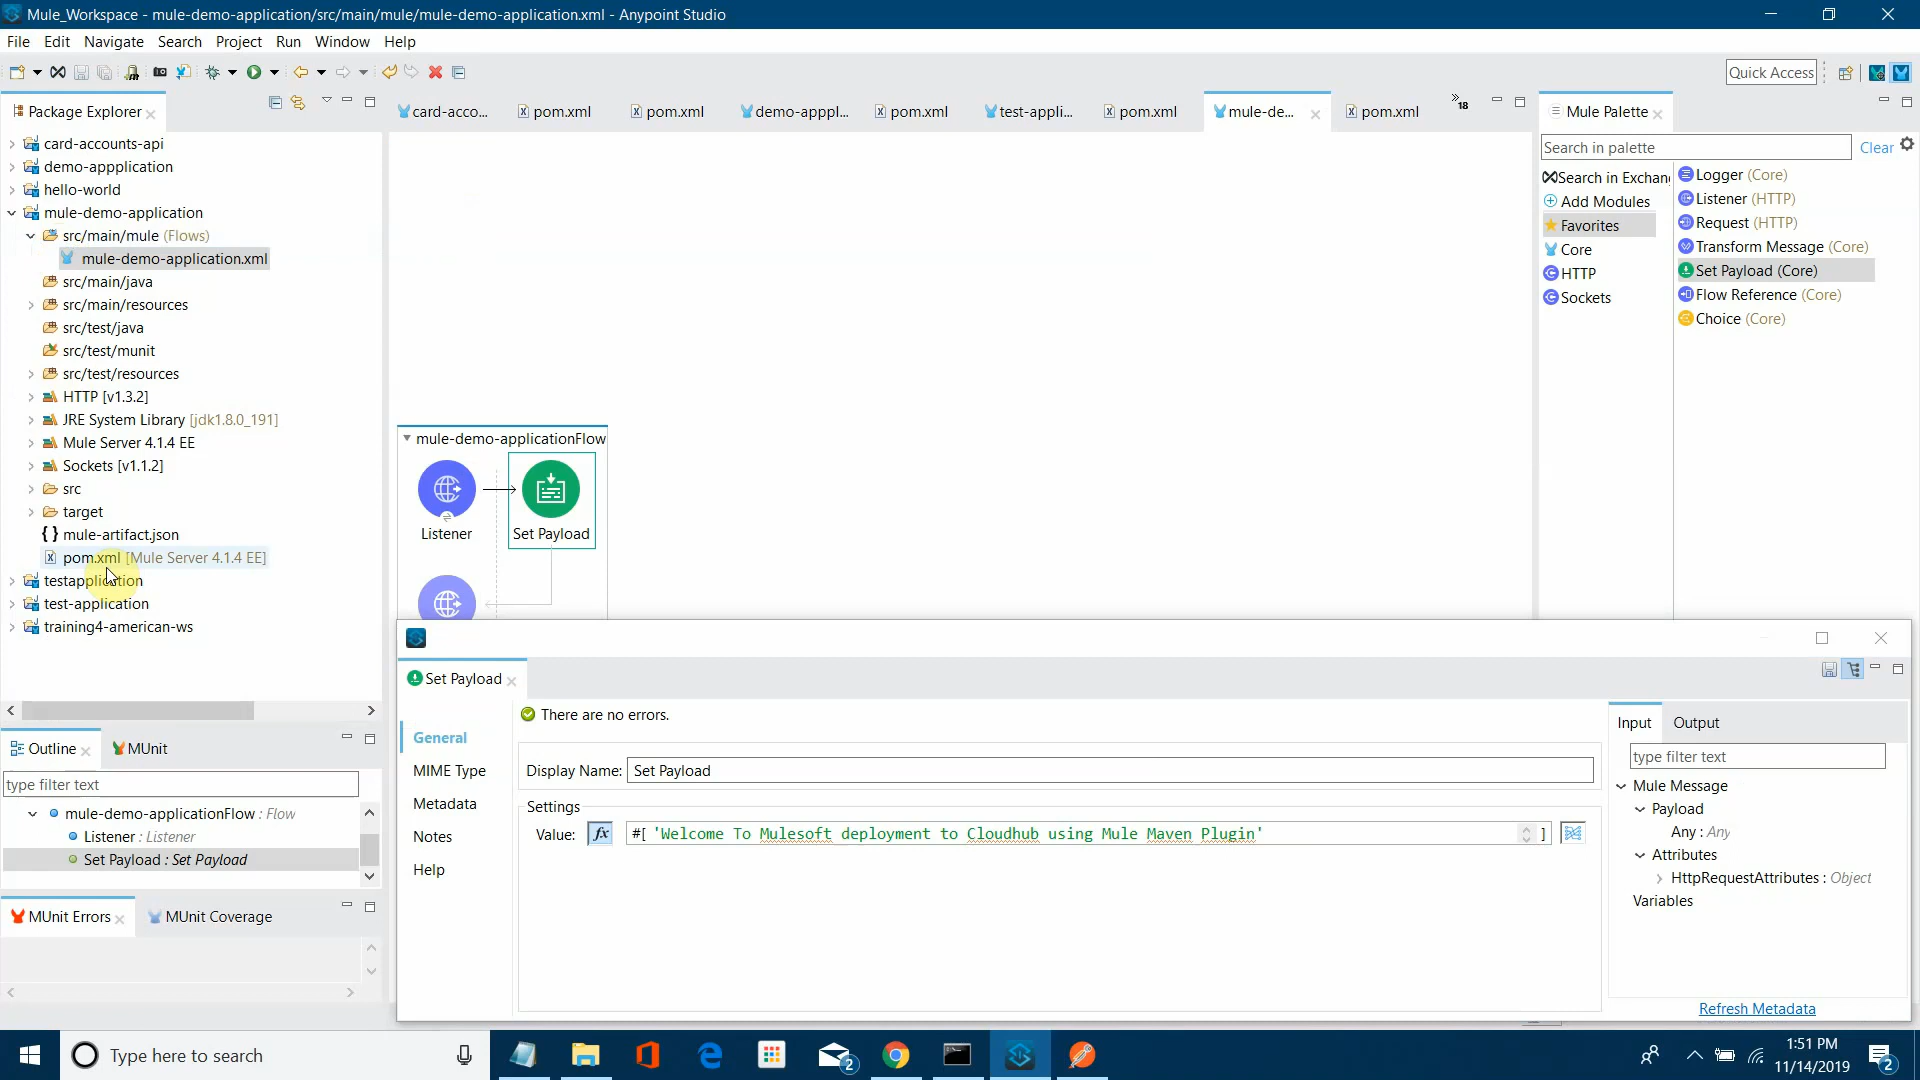 Mule_Workspace - mule-demo-application/src/main/mule/mule-demo-application.xml - Anypoint Studio
File Edit Navigate Search Project Run Window Help
Quick Access
Package Explorer
card-acco...
pom.xml
pom.xml
demo-apppl...
pom.xml
test-appli...
pom.xml
mule-de...
pom.xml
18
Mule Palette
card-accounts-api
demo-appplication
hello-world
mule-demo-application
src/main/mule (Flows)
mule-demo-application.xml
src/main/java
src/main/resources
src/test/java
src/test/munit
src/test/resources
HTTP [v1.3.2]
JRE System Library [jdk1.8.0_191]
Mule Server 4.1.4 EE
Sockets [v1.1.2]
src
target
mule-artifact.json
pom.xml [Mule Server 4.1.4 EE]
testapplication
test-application
training4-american-ws
Search in palette
Clear
Search in Exchan
Add Modules
Favorites
Core
HTTP
Sockets
Logger (Core)
Listener (HTTP)
Request (HTTP)
Transform Message (Core)
Set Payload (Core)
Flow Reference (Core)
Choice (Core)
mule-demo-applicationFlow
Listener
Set Payload
Outline
MUnit
type filter text
mule-demo-applicationFlow : Flow
Listener : Listener
Set Payload : Set Payload
MUnit Errors
MUnit Coverage
Set Payload
There are no errors.
General
MIME Type
Metadata
Notes
Help
Display Name: Set Payload
Settings
Value: fx #[ 'Welcome To Mulesoft deployment to Cloudhub using Mule Maven Plugin' ]
Input
Output
type filter text
Mule Message
Payload
Any : Any
Attributes
HttpRequestAttributes : Object
Variables
Refresh Metadata
Type here to search
2
1:51 PM
11/14/2019
2